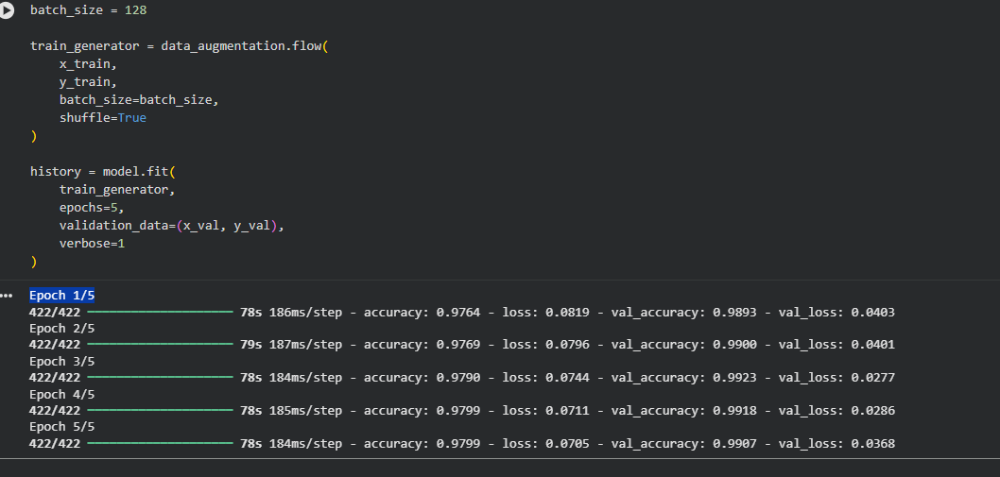 batch_size = 128
train_generator = data_augmentation.flow(
x_train,
y_train,
batch_size=batch_size,
shuffle=True
)
history = model.fit(
train_generator,
epochs=5,
validation_data=(x_val, y_val),
verbose=1
)
Epoch 1/5
422/422 ━━━━━━━━━━━━━━━━━━━━ 78s 186ms/step - accuracy: 0.9764 - loss: 0.0819 - val_accuracy: 0.9893 - val_loss: 0.0403
Epoch 2/5
422/422 ━━━━━━━━━━━━━━━━━━━━ 79s 187ms/step - accuracy: 0.9769 - loss: 0.0796 - val_accuracy: 0.9900 - val_loss: 0.0401
Epoch 3/5
422/422 ━━━━━━━━━━━━━━━━━━━━ 78s 184ms/step - accuracy: 0.9790 - loss: 0.0744 - val_accuracy: 0.9923 - val_loss: 0.0277
Epoch 4/5
422/422 ━━━━━━━━━━━━━━━━━━━━ 78s 185ms/step - accuracy: 0.9799 - loss: 0.0711 - val_accuracy: 0.9918 - val_loss: 0.0286
Epoch 5/5
422/422 ━━━━━━━━━━━━━━━━━━━━ 78s 184ms/step - accuracy: 0.9799 - loss: 0.0705 - val_accuracy: 0.9907 - val_loss: 0.0368